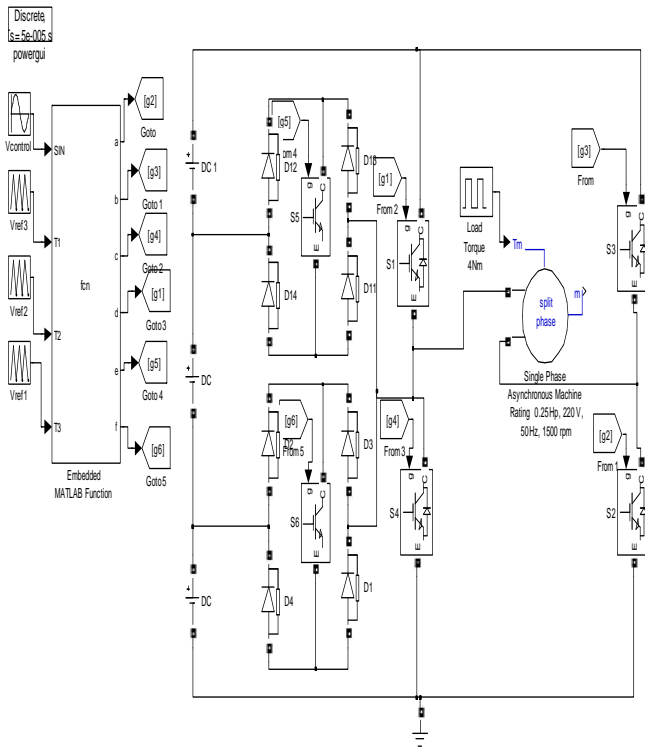 Discrete,
s = 5e-005 s
powergui
Vcontrol
Vref3
Vref2
Vref1
SIN
T1
T2
T3
fcn
a
b
c
d
e
f
Embedded
MATLAB Function
[g2]
Goto
[g3]
Goto 1
[g4]
Goto 2
[g1]
Goto 3
[g5]
Goto 4
[g6]
Goto 5
+
DC 1
+
DC
+
DC
[g5]
om 4
D12
D13
g
C
S5
E
D14
D11
[g6]
From 5
D2
D3
g
C
S6
E
D4
D1
[g1]
From 2
g
C
S1
E
[g4]
From 3
g
C
S4
E
Load
Torque
4Nm
Tm
m
split
phase
Single Phase
Asynchronous Machine
Rating 0.25Hp, 220 V,
50Hz, 1500 rpm
[g3]
From
g
C
S3
E
[g2]
From 1
g
C
S2
E